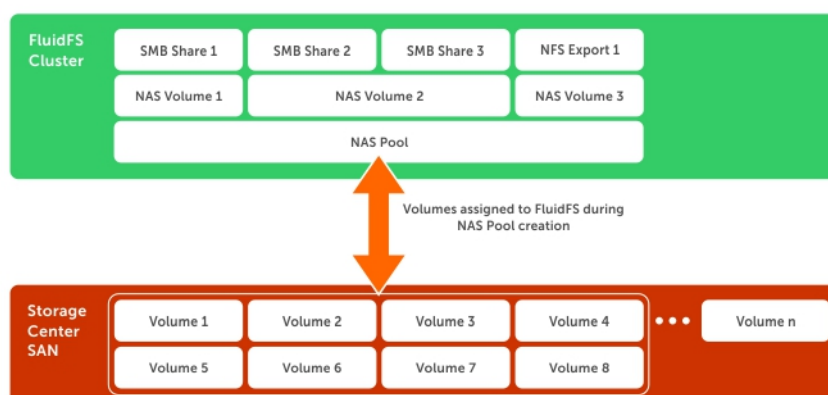 FluidFS
Cluster
SMB Share 1
SMB Share 2
SMB Share 3
NFS Export 1
NAS Volume 1
NAS Volume 2
NAS Volume 3
NAS Pool
Volumes assigned to FluidFS during
NAS Pool creation
Storage
Center
SAN
Volume 1
Volume 2
Volume 3
Volume 4
Volume n
Volume 5
Volume 6
Volume 7
Volume 8